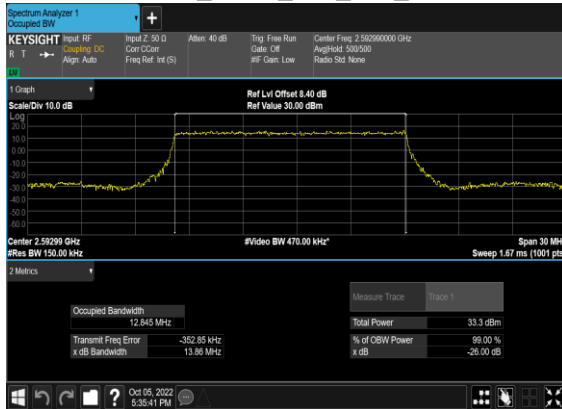 Spectrum Analyzer 1
Occupied BW
+
KEYSIGHT
R T
LXI
Input: RF
Coupling: DC
Align: Auto
Input Z: 50 Ω
Corr CCorr
Freq Ref: Int (S)
Atten: 40 dB
Trig: Free Run
Gate: Off
#IF Gain: Low
Center Freq: 2.592990000 GHz
Avg|Hold: 500/500
Radio Std: None
1 Graph
Scale/Div 10.0 dB
Ref Lvl Offset 8.40 dB
Ref Value 30.00 dBm
Log
20.0
10.0
0.00
-10.0
-20.0
-30.0
-40.0
-50.0
-60.0
Center 2.59299 GHz
#Res BW 150.00 kHz
#Video BW 470.00 kHz*
Span 30 MH
Sweep 1.67 ms (1001 pts
2 Metrics
Measure Trace
Trace 1
Occupied Bandwidth
12.845 MHz
Total Power
33.3 dBm
Transmit Freq Error
-352.85 kHz
% of OBW Power
99.00 %
x dB Bandwidth
13.86 MHz
x dB
-26.00 dB
?
Oct 05, 2022
5:35:41 PM